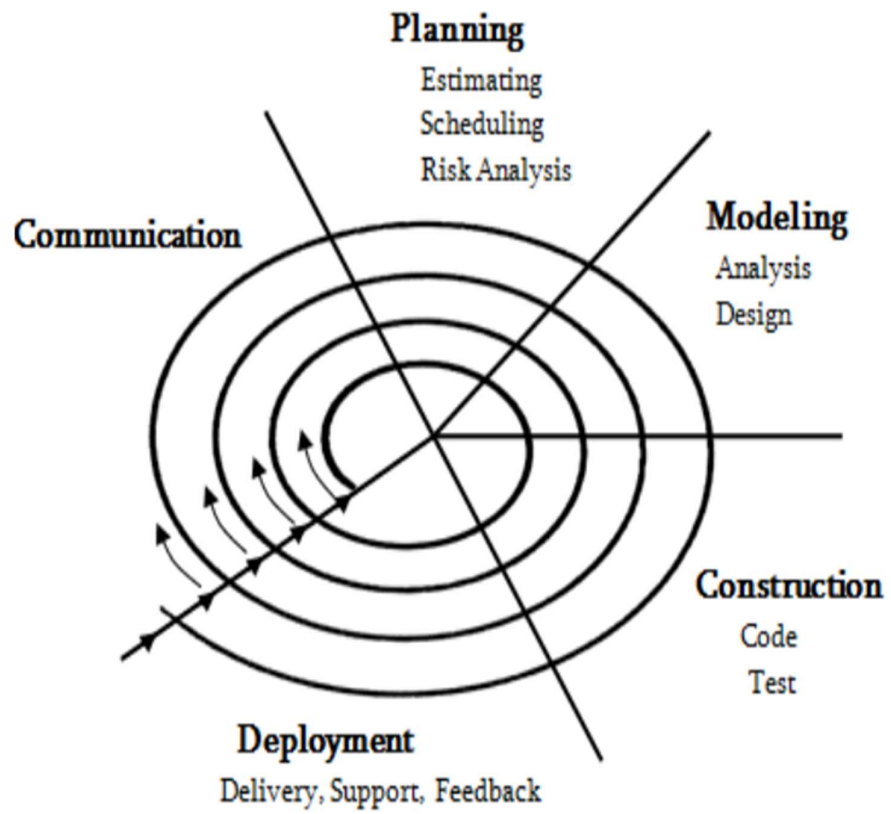 Planning
Estimating
Scheduling
Risk Analysis
Communication
Modeling
Analysis
Design
Construction
Code
Test
Deployment
Delivery, Support, Feedback